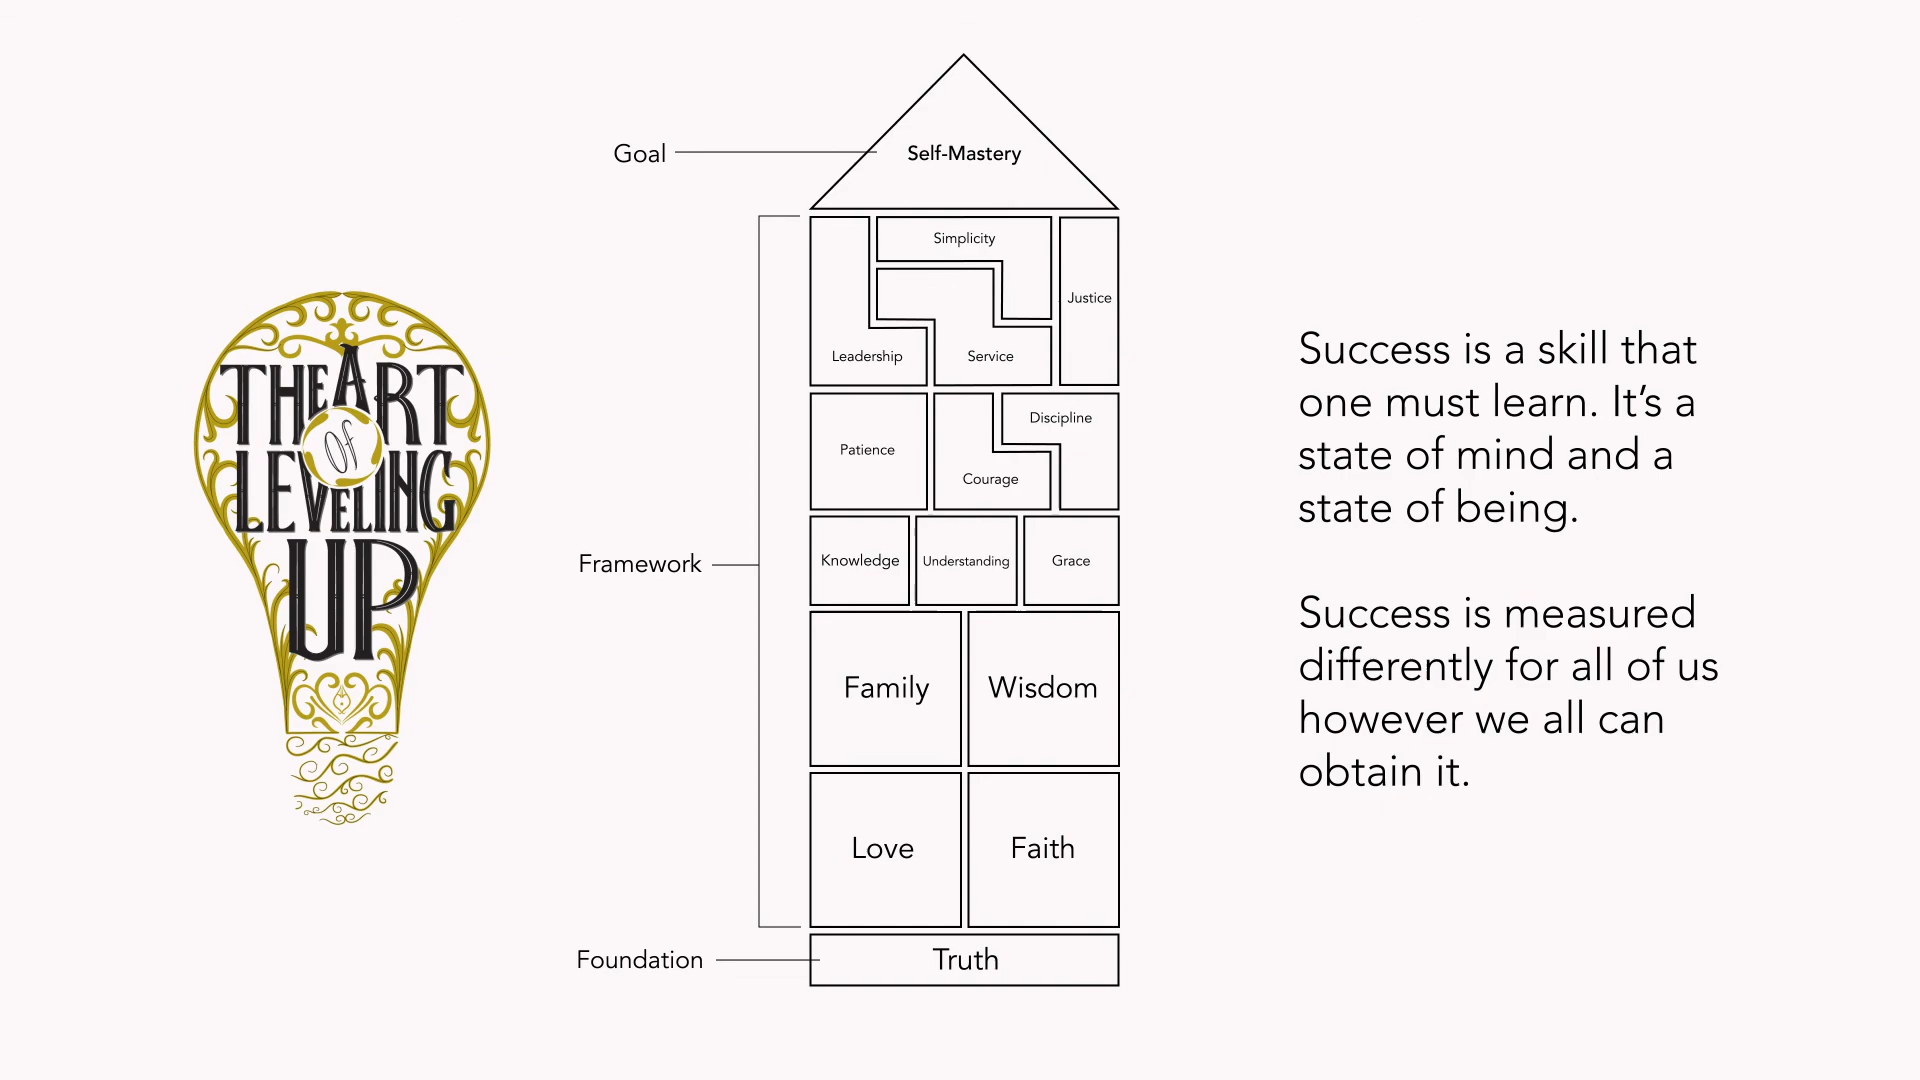 THE ART
Of
LEVELING
UP
Goal
Self-Mastery
Simplicity
Justice
Leadership
Service
Discipline
Patience
Courage
Framework
Knowledge
Understanding
Grace
Family
Wisdom
Love
Faith
Foundation
Truth
Success is a skill that
one must learn. It’s a
state of mind and a
state of being.
Success is measured
differently for all of us
however we all can
obtain it.